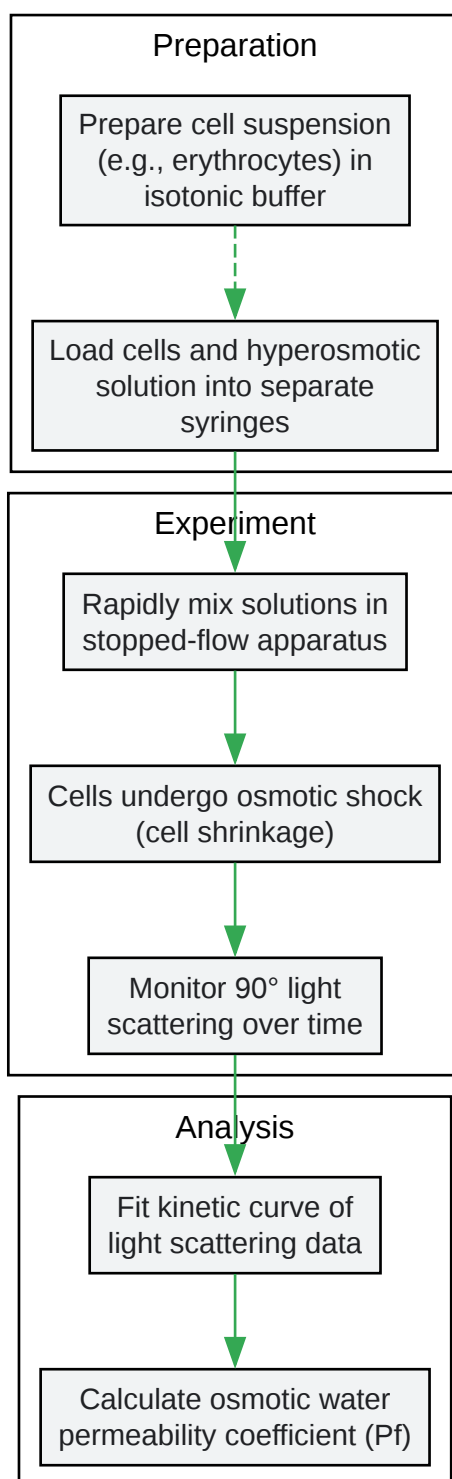 Preparation
Prepare cell suspension
(e.g., erythrocytes) in
isotonic buffer
Load cells and hyperosmotic
solution into separate
syringes
Experiment
Rapidly mix solutions in
stopped-flow apparatus
Cells undergo osmotic shock
(cell shrinkage)
Monitor 90° light
scattering over time
Analysis
Fit kinetic curve of
light scattering data
Calculate osmotic water
permeability coefficient (Pf)